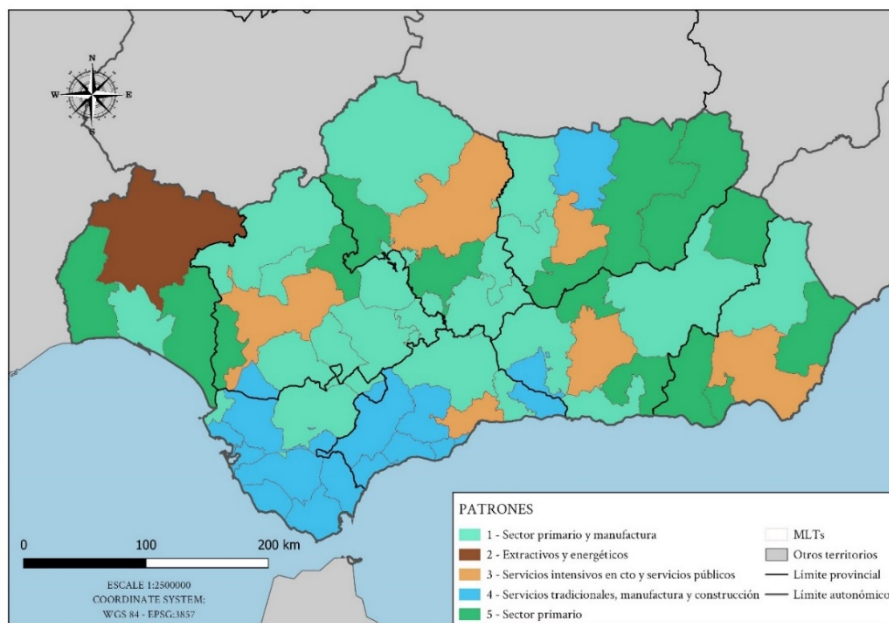 N
W E
S
0 100 200 km
ESCALE 1:2500000
COORDINATE SYSTEM:
WGS 84 - EPSG:3857
PATRONES
1 - Sector primario y manufactura
2 - Extractivos y energéticos
3 - Servicios intensivos en cto y servicios públicos
4 - Servicios tradicionales, manufactura y construcción
5 - Sector primario
MLTs
Otros territorios
Límite provincial
Límite autonómico